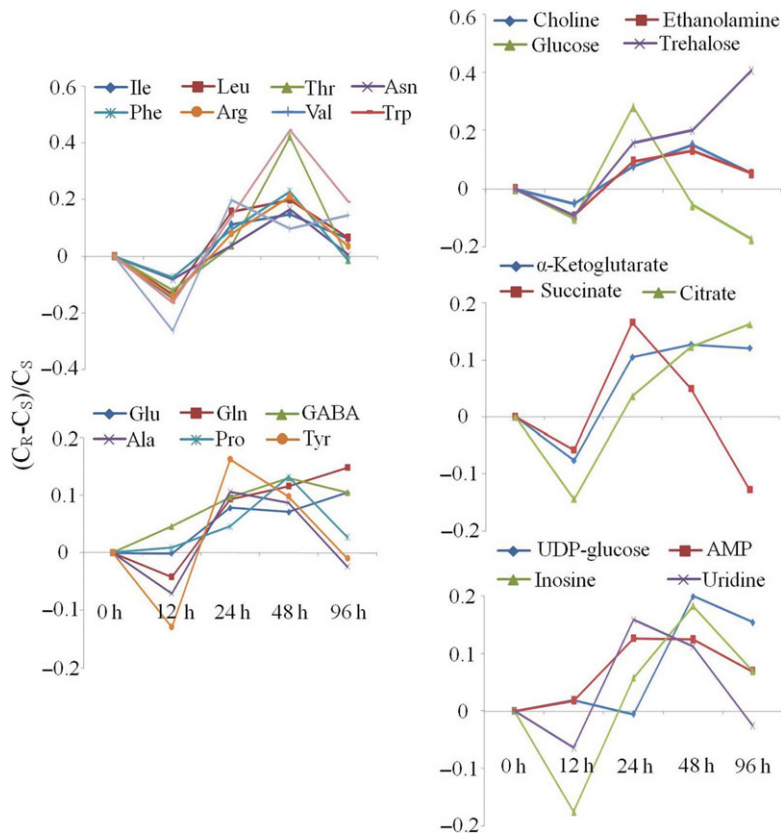 Ile Leu Thr Asn
Phe Arg Val Trp
0.6
0.4
0.2
0
−0.2
−0.4
(C_R-C_S)/C_S
Glu Gln GABA
Ala Pro Tyr
0.2
0.1
0
−0.1
−0.2
0 h 12 h 24 h 48 h 96 h
Choline Ethanolamine
Glucose Trehalose
0.6
0.4
0.2
0
−0.2
α-Ketoglutarate
Succinate Citrate
0.2
0.1
0
−0.1
−0.2
UDP-glucose AMP
Inosine Uridine
0.2
0.1
0
−0.1
−0.2
0 h 12 h 24 h 48 h 96 h